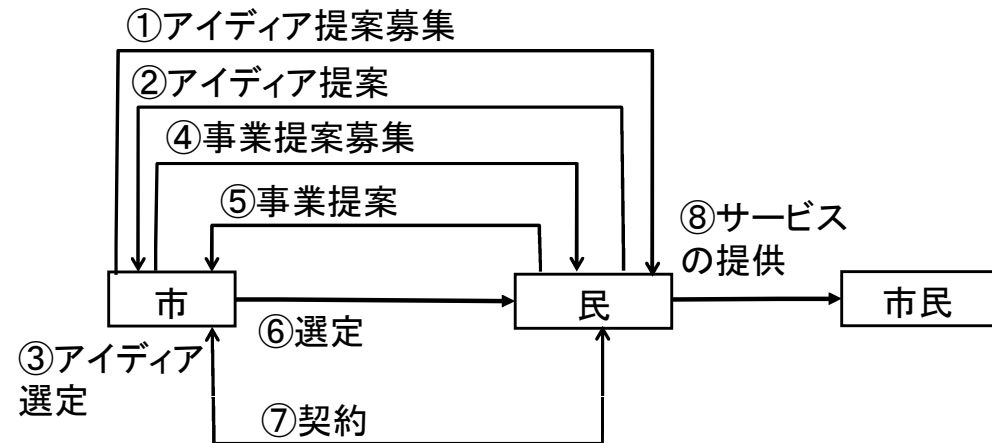 ①アイディア提案募集
②アイディア提案
④事業提案募集
⑤事業提案
⑧サービス
の提供
市
民
市民
⑥選定
③アイディア
選定
⑦契約